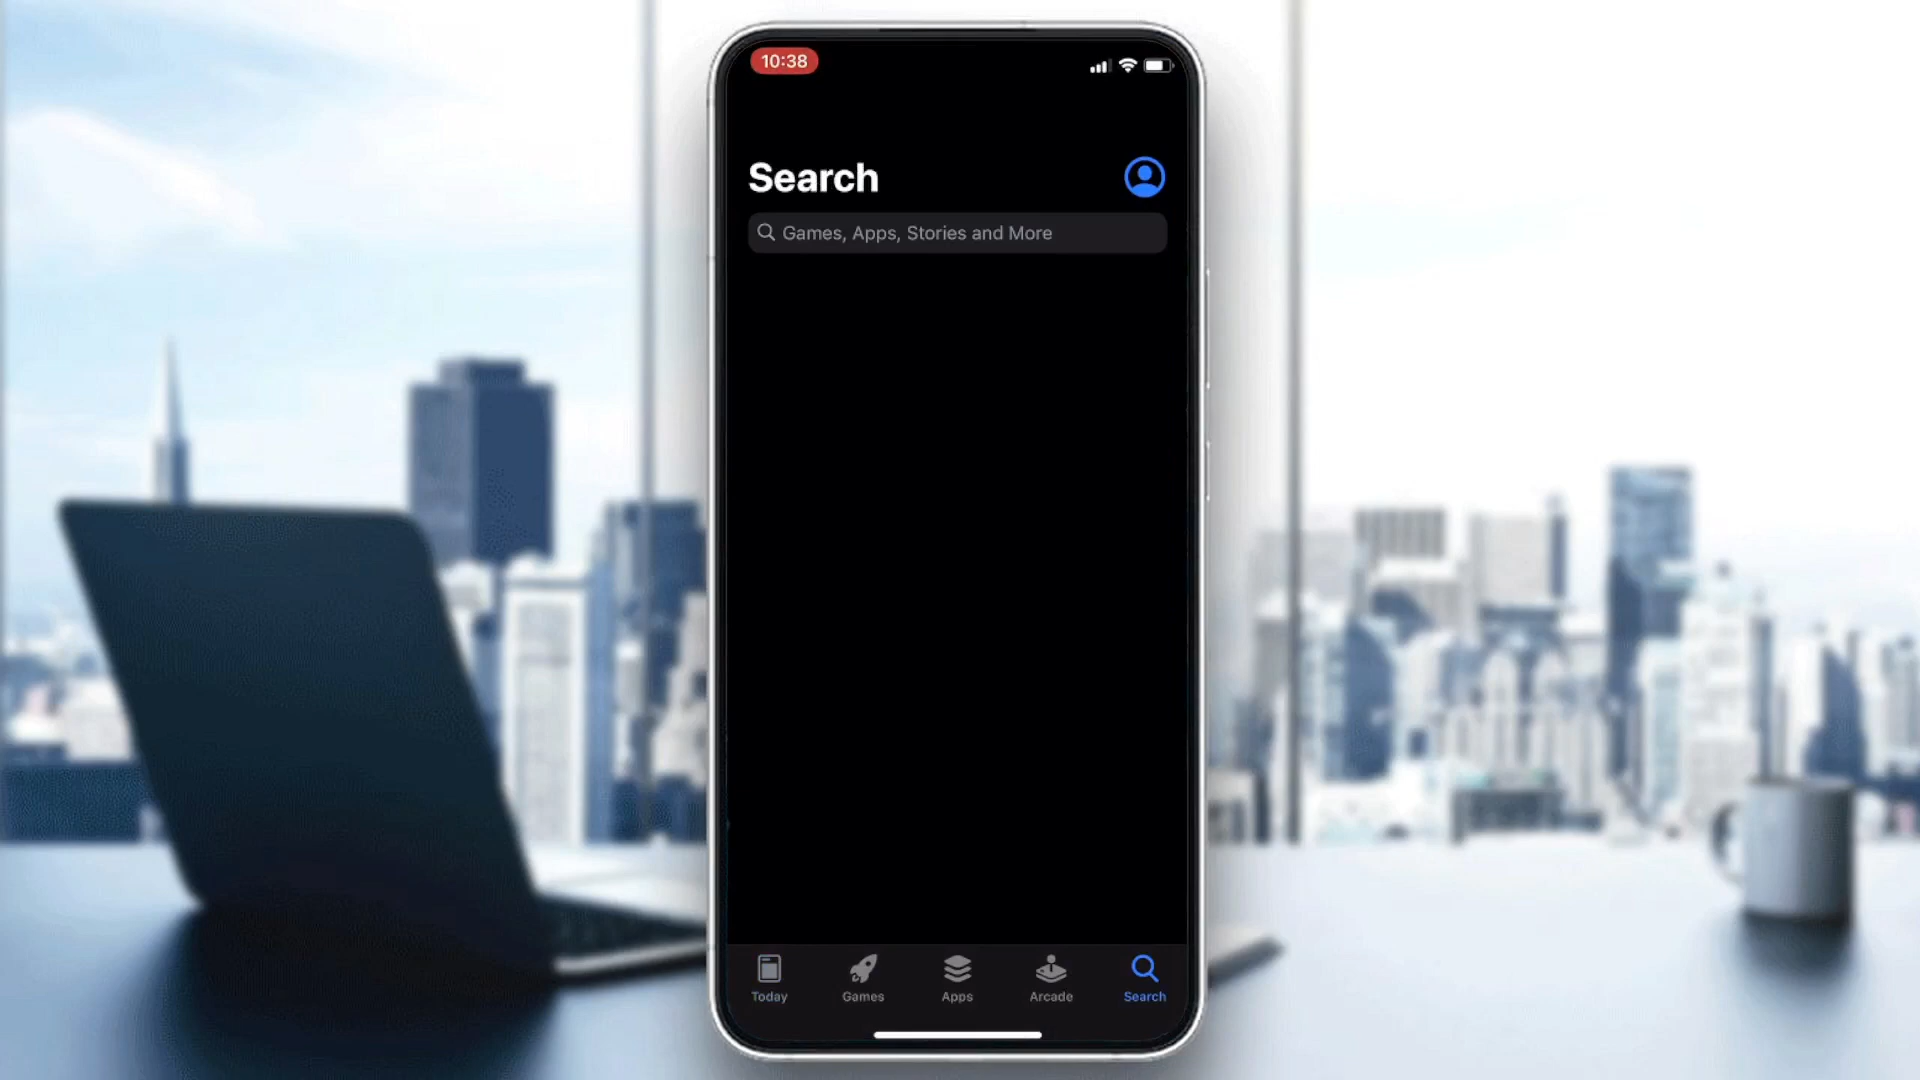 10:38
Search
Games, Apps, Stories and More
Today
Games
Apps
Arcade
Search